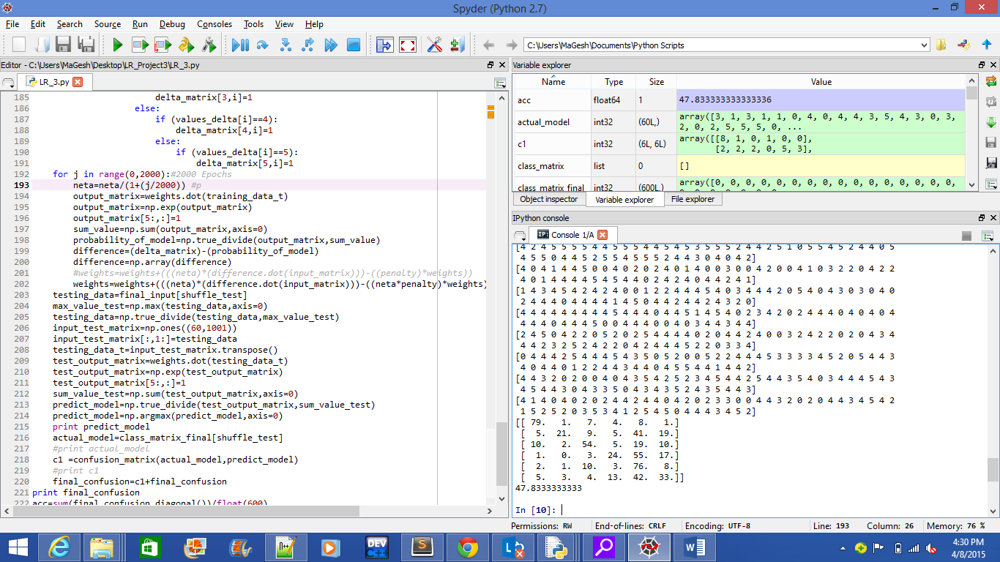 Spyder (Python 2.7)
File Edit Search Source Run Debug Consoles Tools View Help
C:\Users\MaGesh\Documents\Python Scripts
Editor - C:\Users\MaGesh\Desktop\LR_Project3\LR_3.py
LR_3.py
185 delta_matrix[3,i]=1
186 else:
187 if (values_delta[i]==4):
188 delta_matrix[4,i]=1
189 else:
190 if (values_delta[i]==5):
191 delta_matrix[5,i]=1
192 for j in range(0,2000):#2000 Epochs
193 neta=neta/(1+(j/2000)) #p
194 output_matrix=weights.dot(training_data_t)
195 output_matrix=np.exp(output_matrix)
196 output_matrix[5:,:]=1
197 sum_value=np.sum(output_matrix,axis=0)
198 probability_of_model=np.true_divide(output_matrix,sum_value)
199 difference=(delta_matrix)-(probability_of_model)
200 difference=np.array(difference)
201 #weights=weights+(((neta)*(difference.dot(input_matrix)))-((penalty)*weights))
202 weights=weights+(((neta)*(difference.dot(input_matrix)))-((neta*penalty)*weights)
203 testing_data=final_input[shuffle_test]
204 max_value_test=np.max(testing_data,axis=0)
205 testing_data=np.true_divide(testing_data,max_value_test)
206 input_test_matrix=np.ones((60,1001))
207 input_test_matrix[:,1:]=testing_data
208 testing_data_t=input_test_matrix.transpose()
209 test_output_matrix=weights.dot(testing_data_t)
210 test_output_matrix=np.exp(test_output_matrix)
211 test_output_matrix[5:,:]=1
212 sum_value_test=np.sum(test_output_matrix,axis=0)
213 predict_model=np.true_divide(test_output_matrix,sum_value_test)
214 predict_model=np.argmax(predict_model,axis=0)
215 print predict_model
216 actual_model=class_matrix_final[shuffle_test]
217 #print actual_model
218 c1 =confusion_matrix(actual_model,predict_model)
219 #print c1
220 final_confusion=c1+final_confusion
221 print final_confusion
222 acc=sum(final_confusion.diagonal())/float(600)
Variable explorer
Name Type Size Value
acc float64 1 47.833333333333336
actual_model int32 (60L,) array([3, 1, 3, 1, 1, 0, 4, 0, 4, 4, 3, 5, 4, 3, 0, 3,
2, 0, 2, 5, 5, 5, 0, ...
c1 int32 (6L, 6L) array([[8, 1, 0, 1, 0, 0],
[2, 2, 2, 0, 5, 3],
class_matrix list 0 []
class_matrix_final int32 (600L,) array([0, 0, 0, 0, 0, 0, 0, 0, 0, 0, 0, 0, 0, 0, 0, 0,
Object inspector Variable explorer File explorer
IPython console
IP: Console 1/A
[4 2 4 5 5 5 5 4 4 5 5 5 4 4 5 4 5 4 4 5 3 5 5 5 2 4 4 2 5 1 0 5 5 4 5 2 4 4 0 5
4 5 5 0 4 4 5 2 5 5 4 5 5 5 2 4 4 3 0 4 0 4 2]
[4 0 4 1 4 4 5 0 0 4 0 2 0 4 4 0 4 2 4 5 0 4 1 4 0 0 3 0 0 4 2 0 0 4 1 0 3 2 2 0 4 2 2
4 0 1 4 4 4 4 5 4 5 4 4 0 2 4 2 4 0 4 4 2 4 1]
[1 4 3 4 5 4 2 4 2 4 0 0 1 2 2 4 4 4 5 4 0 3 4 4 4 2 0 5 4 0 4 3 0 3 0 4 0
2 4 4 4 0 4 4 4 4 1 4 5 0 4 4 2 4 4 2 4 3 2 0]
[4 4 4 4 4 4 4 4 5 4 4 4 0 4 4 5 1 4 5 4 0 2 3 4 2 0 2 4 4 4 0 4 0 4 0 4
4 4 4 0 4 4 4 5 0 0 4 4 0 0 4 0 3 4 4 3 4 4]
[2 4 5 0 4 2 2 0 5 2 0 2 5 4 4 2 0 2 5 4 4 4 0 4 4 2 4 0 0 3 2 4 2 2 0 2 0 4 3 4
4 4 2 3 2 5 2 4 2 2 0 4 2 4 4 4 5 2 2 0 3 3 4]
[0 4 4 4 2 5 4 4 4 5 4 3 5 0 5 2 0 0 5 2 2 4 4 4 5 3 3 3 3 4 5 2 0 5 4 4 3
4 0 4 4 0 1 2 2 4 4 3 4 4 0 4 5 5 4 4 1 4 4 2]
[4 4 3 2 0 2 0 0 4 0 4 3 5 4 2 5 2 3 4 5 4 4 2 5 4 4 3 5 4 0 3 4 4 4 5 4 3
4 5 4 4 3 0 4 3 3 5 0 4 3 4 4 3 5 2 4 3 5 4 4 3]
[4 1 4 0 4 0 2 0 2 4 4 2 4 4 0 4 2 0 2 3 3 0 0 4 4 3 2 0 2 0 4 4 3 4 5 4 2
1 5 2 5 2 0 3 5 3 4 1 2 5 4 5 0 4 4 4 3 4 5 2]
[[ 79. 1. 7. 4. 8. 1.]
[ 5. 21. 9. 5. 41. 19.]
[ 10. 2. 54. 5. 19. 10.]
[ 1. 0. 3. 24. 55. 17.]
[ 2. 1. 10. 3. 76. 8.]
[ 5. 3. 4. 13. 42. 33.]]
47.8333333333
In [10]:
Permissions: RW End-of-lines: CRLF Encoding: UTF-8 Line: 193 Column: 26 Memory: 76 %
4:30 PM
4/8/2015